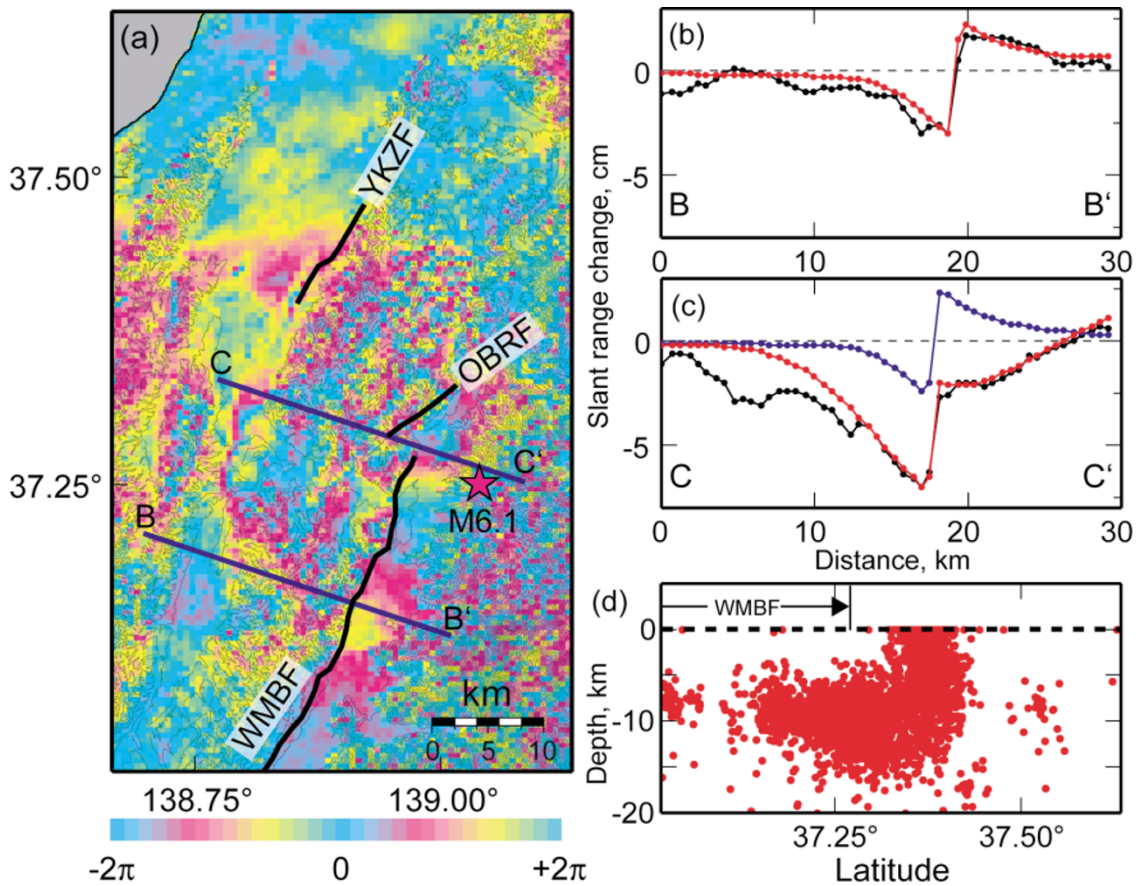 (a)
37.50°
37.25°
YKZF
OBRF
C
C‘
M6.1
B
B‘
WMBF
km
0 5 10
138.75° 139.00°
-2π 0 +2π
Slant range change, cm
(b)
0
-5
B B‘
0 10 20 30
(c)
0
-5
C C‘
0 10 20 30
Distance, km
(d)
WMBF
Depth, km
0
-10
-20
37.25° 37.50°
Latitude